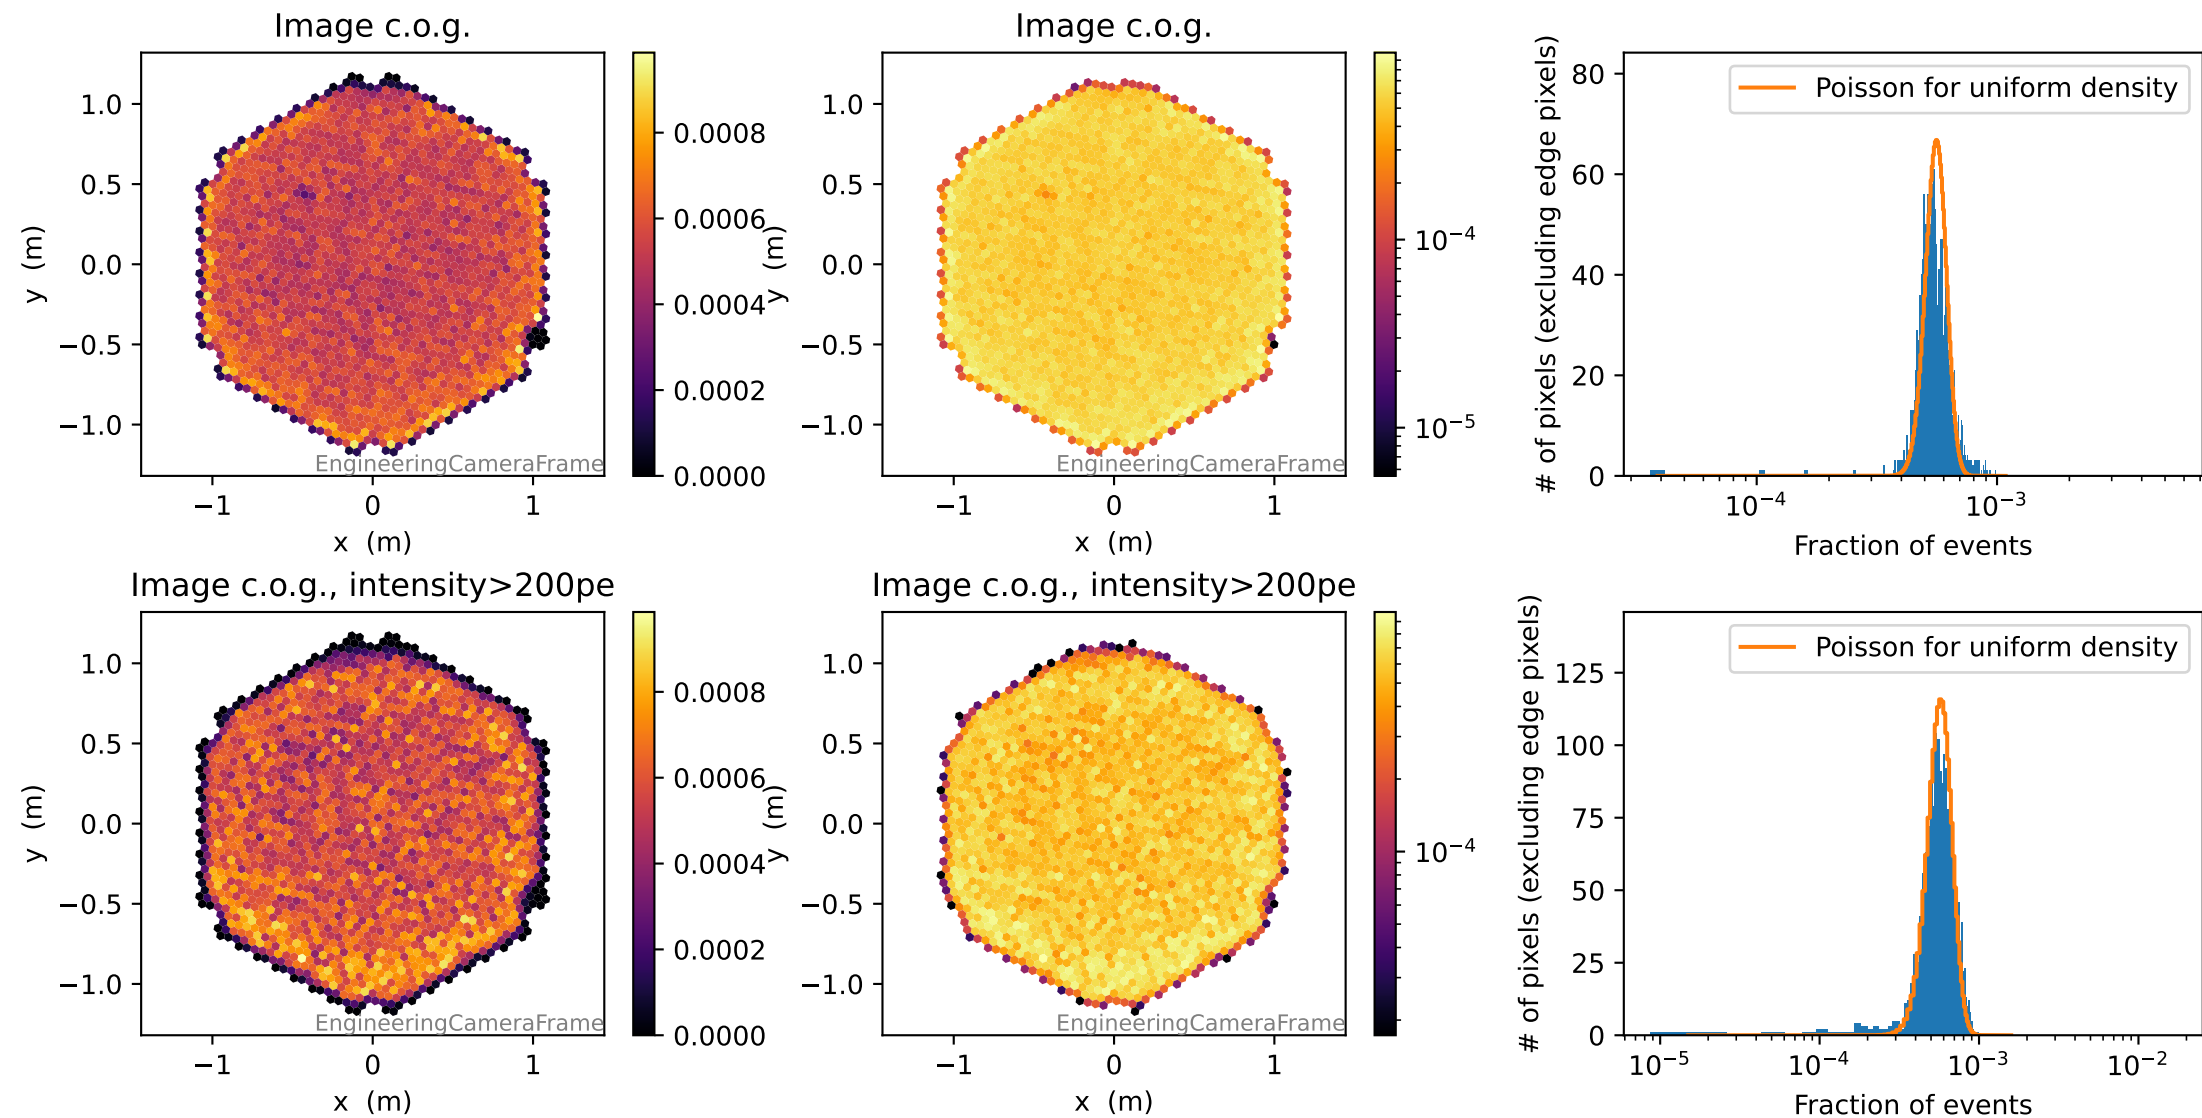 Image c.o.g.
y (m)
1.0
0.5
0.0
−0.5
−1.0
−1
0
1
x (m)
EngineeringCameraFrame
0.0008
0.0006
0.0004
0.0002
0.0000
Image c.o.g.
y (m)
1.0
0.5
0.0
−0.5
−1.0
−1
0
1
x (m)
EngineeringCameraFrame
10−4
10−5
# of pixels (excluding edge pixels)
80
60
40
20
0
Poisson for uniform density
10−4
10−3
Fraction of events
Image c.o.g., intensity>200pe
y (m)
1.0
0.5
0.0
−0.5
−1.0
−1
0
1
x (m)
EngineeringCameraFrame
0.0008
0.0006
0.0004
0.0002
0.0000
Image c.o.g., intensity>200pe
y (m)
1.0
0.5
0.0
−0.5
−1.0
−1
0
1
x (m)
EngineeringCameraFrame
10−4
# of pixels (excluding edge pixels)
125
100
75
50
25
0
Poisson for uniform density
10−5
10−4
10−3
10−2
Fraction of events